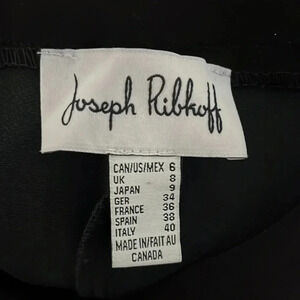 Joseph Ribkoff
CAN/US/MEX 6
UK 8
JAPAN 9
GER 34
FRANCE 36
SPAIN 38
ITALY 40
MADE IN/FAIT AU
CANADA